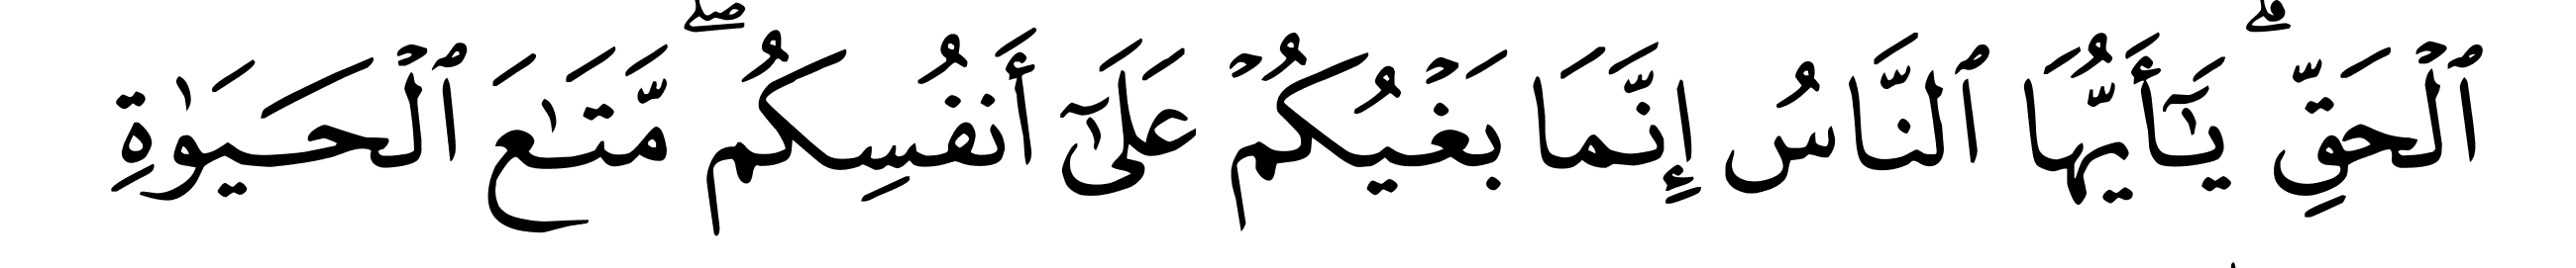 ٱلْحَقِّ ۗ يَـٰٓأَيُّهَا ٱلنَّاسُ إِنَّمَا بَغْيُكُمْ عَلَىٰٓ أَنفُسِكُم ۖ مَّتَـٰعَ ٱلْحَيَوٰةِ